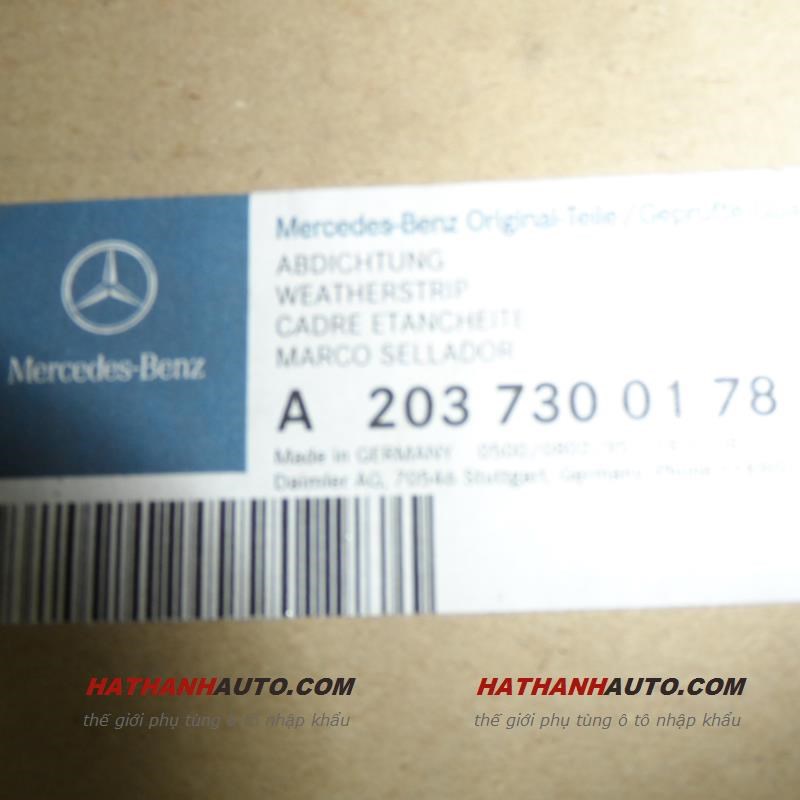 Mercedes-Benz
Mercedes-Benz Original-Teile / Geprüfte
ABDICHTUNG
WEATHERSTRIP
CADRE ETANCHEITE
MARCO SELLADOR
A 203 730 01 78
Made in GERMANY
Daimler AG, 70546 Stuttgart, Germany, Phone
HATHANHAUTO.COM
thế giới phụ tùng ô tô nhập khẩu
HATHANHAUTO.COM
thế giới phụ tùng ô tô nhập khẩu